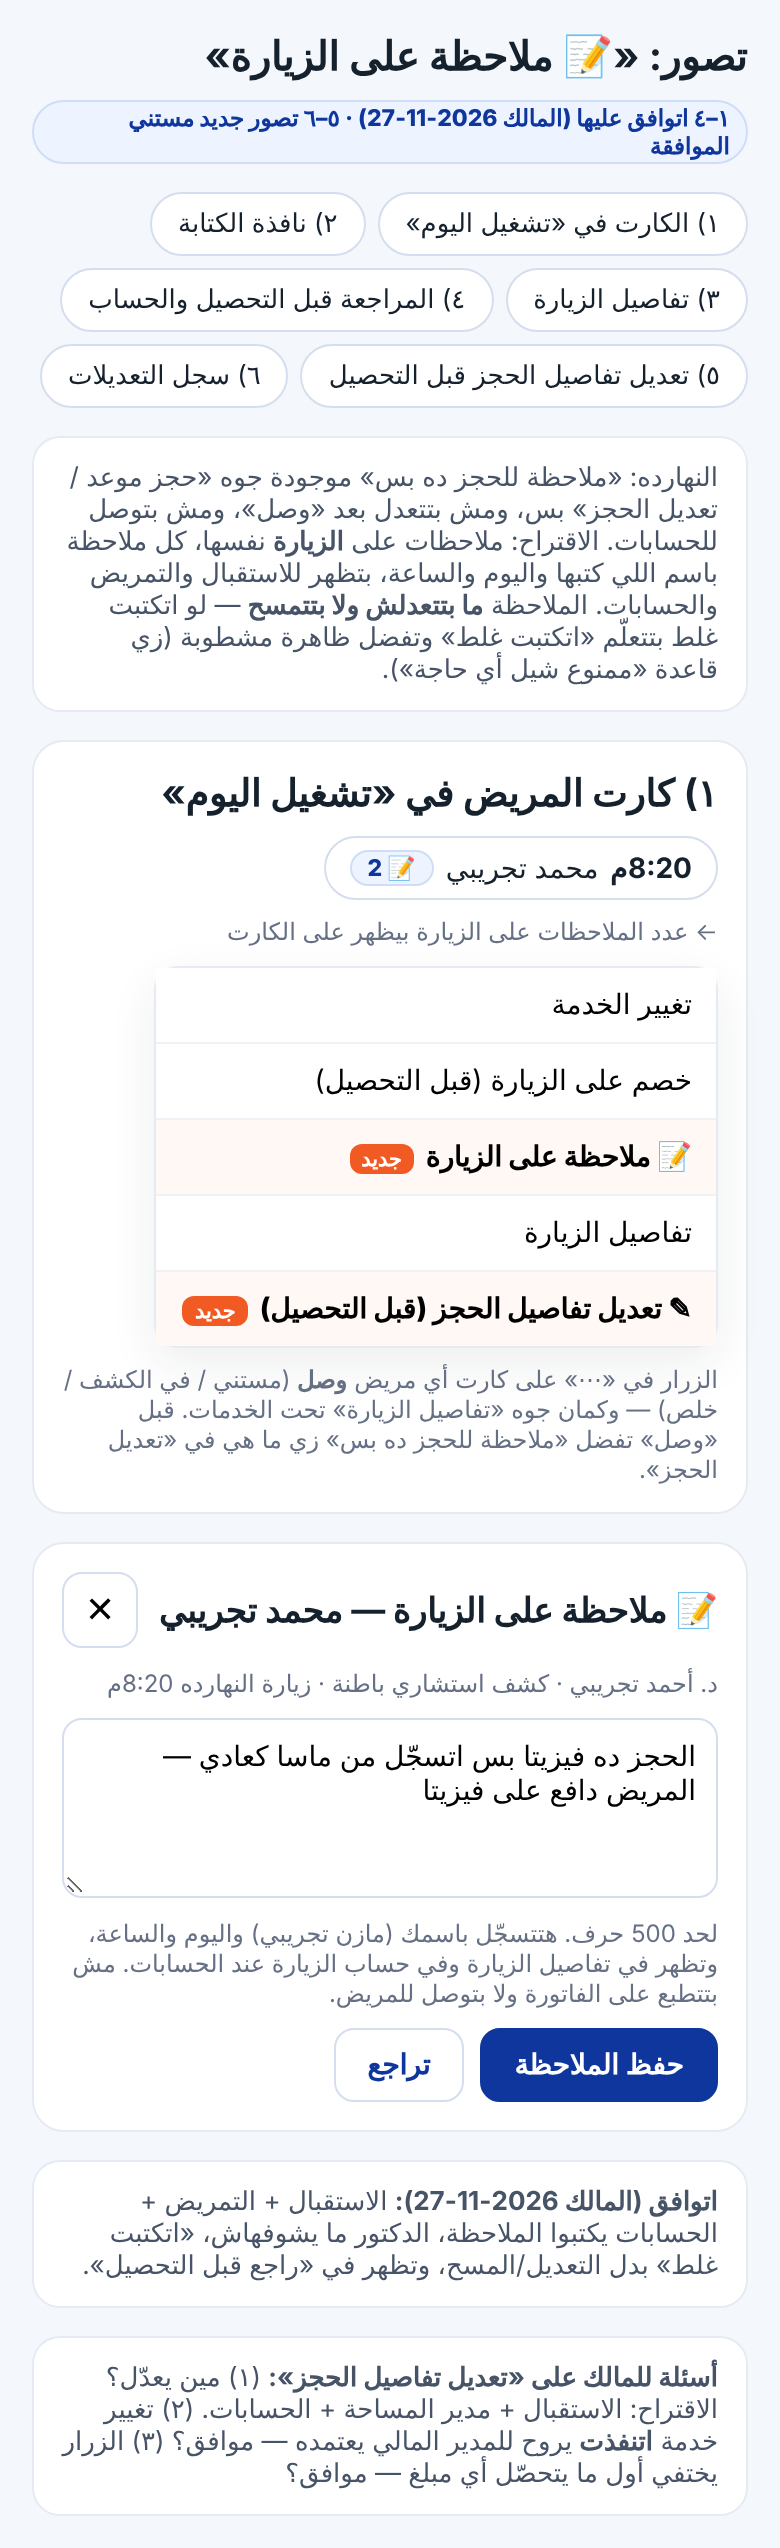 تصور: «📝 ملاحظة على الزيارة»
١–٤ اتوافق عليها (المالك 2026-11-27) · ٥–٦ تصور جديد مستني
الموافقة
١) الكارت في «تشغيل اليوم»
٢) نافذة الكتابة
٣) تفاصيل الزيارة
٤) المراجعة قبل التحصيل والحساب
٥) تعديل تفاصيل الحجز قبل التحصيل
٦) سجل التعديلات
النهارده: «ملاحظة للحجز ده بس» موجودة جوه «حجز موعد /
تعديل الحجز» بس، ومش بتتعدل بعد «وصل»، ومش بتوصل
للحسابات. الاقتراح: ملاحظات على الزيارة نفسها، كل ملاحظة
باسم اللي كتبها واليوم والساعة، بتظهر للاستقبال والتمريض
والحسابات. الملاحظة ما بتتعدلش ولا بتتمسح — لو اتكتبت
غلط بتتعلّم «اتكتبت غلط» وتفضل ظاهرة مشطوبة (زي
قاعدة «ممنوع شيل أي حاجة»).
١) كارت المريض في «تشغيل اليوم»
8:20م محمد تجريبي 📝 2
← عدد الملاحظات على الزيارة بيظهر على الكارت
تغيير الخدمة
خصم على الزيارة (قبل التحصيل)
📝 ملاحظة على الزيارة جديد
تفاصيل الزيارة
✎ تعديل تفاصيل الحجز (قبل التحصيل) جديد
الزرار في «⋯» على كارت أي مريض وصل (مستني / في الكشف /
خلص) — وكمان جوه «تفاصيل الزيارة» تحت الخدمات. قبل
«وصل» تفضل «ملاحظة للحجز ده بس» زي ما هي في «تعديل
الحجز».
📝 ملاحظة على الزيارة — محمد تجريبي
✕
د. أحمد تجريبي · كشف استشاري باطنة · زيارة النهارده 8:20م
الحجز ده فيزيتا بس اتسجّل من ماسا كعادي —
المريض دافع على فيزيتا
لحد 500 حرف. هتتسجّل باسمك (مازن تجريبي) واليوم والساعة،
وتظهر في تفاصيل الزيارة وفي حساب الزيارة عند الحسابات. مش
بتتطبع على الفاتورة ولا بتوصل للمريض.
حفظ الملاحظة
تراجع
اتوافق (المالك 2026-11-27): الاستقبال + التمريض +
الحسابات يكتبوا الملاحظة، الدكتور ما يشوفهاش، «اتكتبت
غلط» بدل التعديل/المسح، وتظهر في «راجع قبل التحصيل».
أسئلة للمالك على «تعديل تفاصيل الحجز»: (١) مين يعدّل؟
الاقتراح: الاستقبال + مدير المساحة + الحسابات. (٢) تغيير
خدمة اتنفذت يروح للمدير المالي يعتمده — موافق؟ (٣) الزرار
يختفي أول ما يتحصّل أي مبلغ — موافق؟